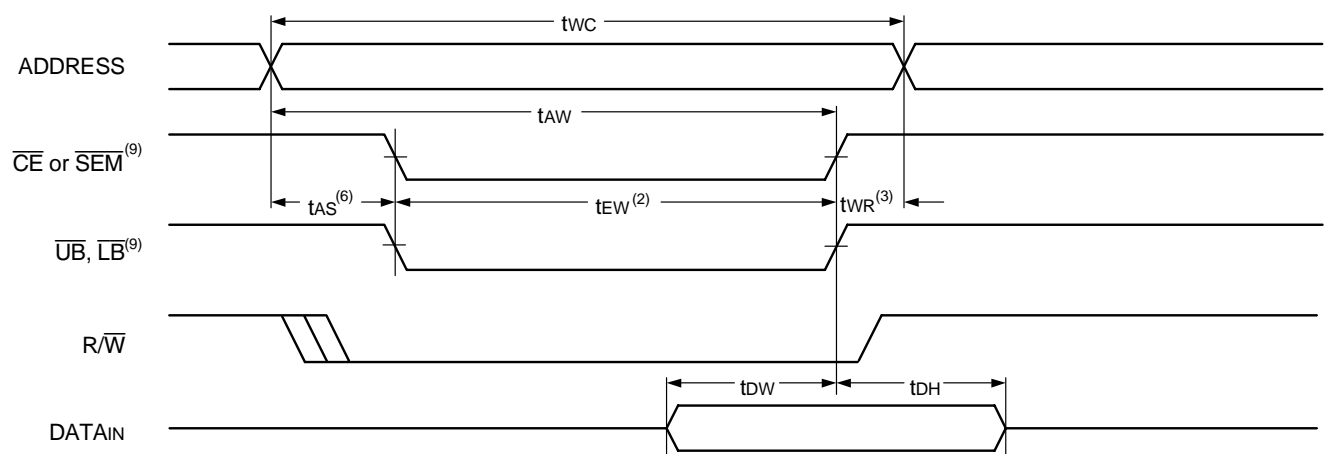 tWC
ADDRESS
tAW
CE or SEM(9)
tAS(6)
tEW(2)
tWR(3)
UB, LB(9)
R/W
tDW
tDH
DATAIN